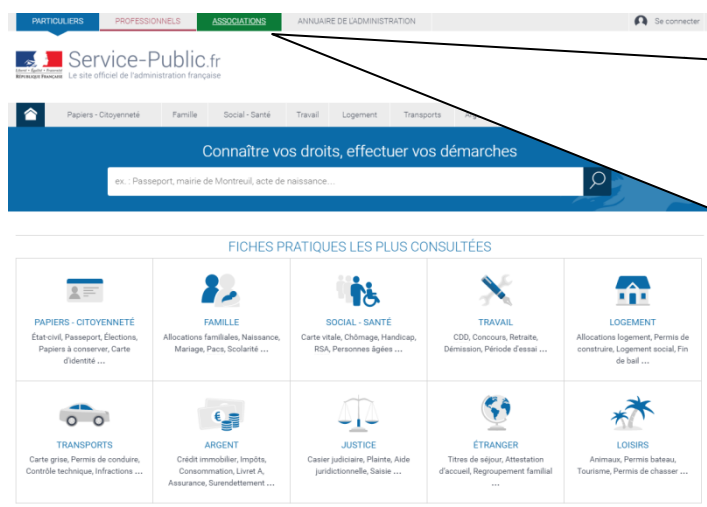 PARTICULIERS PROFESSIONNELS ASSOCIATIONS ANNUAIRE DE L'ADMINISTRATION Se connecter
Service-Public.fr
Liberté • Égalité • Fraternité
RÉPUBLIQUE FRANÇAISE
Le site officiel de l'administration française
Papiers - Citoyenneté Famille Social - Santé Travail Logement Transports
Connaître vos droits, effectuer vos démarches
ex. : Passeport, mairie de Montreuil, acte de naissance...
FICHES PRATIQUES LES PLUS CONSULTÉES
PAPIERS - CITOYENNETÉ
État-civil, Passeport, Élections,
Papiers à conserver, Carte
d'identité ...
FAMILLE
Allocations familiales, Naissance,
Mariage, Pacs, Scolarité ...
SOCIAL - SANTÉ
Carte vitale, Chômage, Handicap,
RSA, Personnes âgées ...
TRAVAIL
CDD, Concours, Retraite,
Démission, Période d'essai ...
LOGEMENT
Allocations logement, Permis de
construire, Logement social, Fin
de bail ...
TRANSPORTS
Carte grise, Permis de conduire,
Contrôle technique, Infractions ...
ARGENT
Crédit immobilier, Impôts,
Consommation, Livret A,
Assurance, Surendettement ...
JUSTICE
Casier judiciaire, Plainte, Aide
juridictionnelle, Saisie ...
ÉTRANGER
Titres de séjour, Attestation
d'accueil, Regroupement familial
...
LOISIRS
Animaux, Permis bateau,
Tourisme, Permis de chasser ...